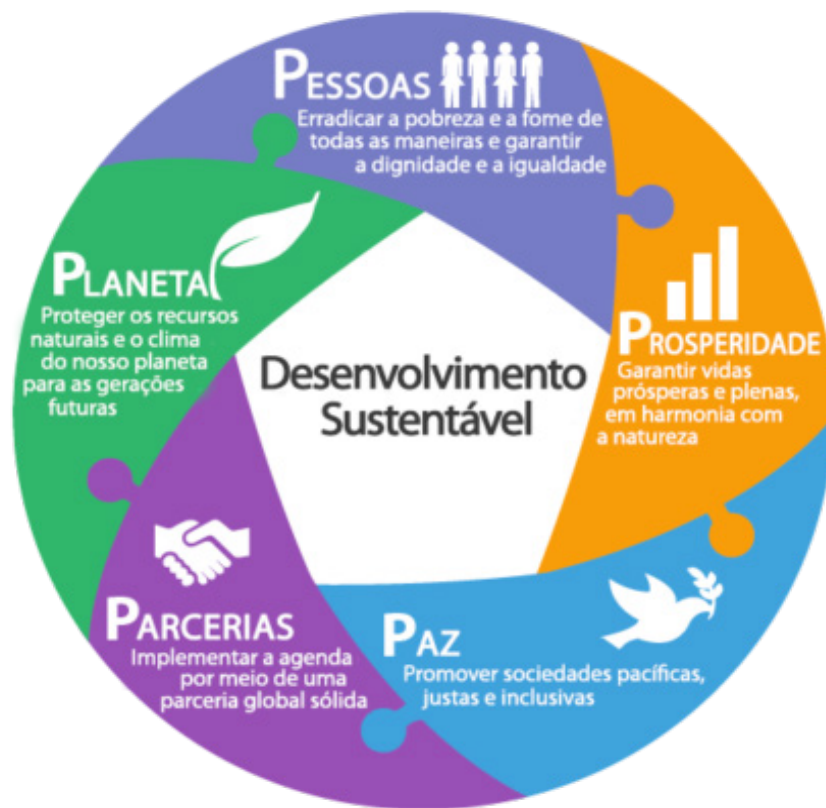 PESSOAS
Erradicar a pobreza e a fome de
todas as maneiras e garantir
a dignidade e a igualdade
PROSPERIDADE
Garantir vidas
prósperas e plenas,
em harmonia com
a natureza
PAZ
Promover sociedades pacíficas,
justas e inclusivas
PARCERIAS
Implementar a agenda
por meio de uma
parceria global sólida
PLANETA
Proteger os recursos
naturais e o clima
do nosso planeta
para as gerações
futuras
Desenvolvimento
Sustentável